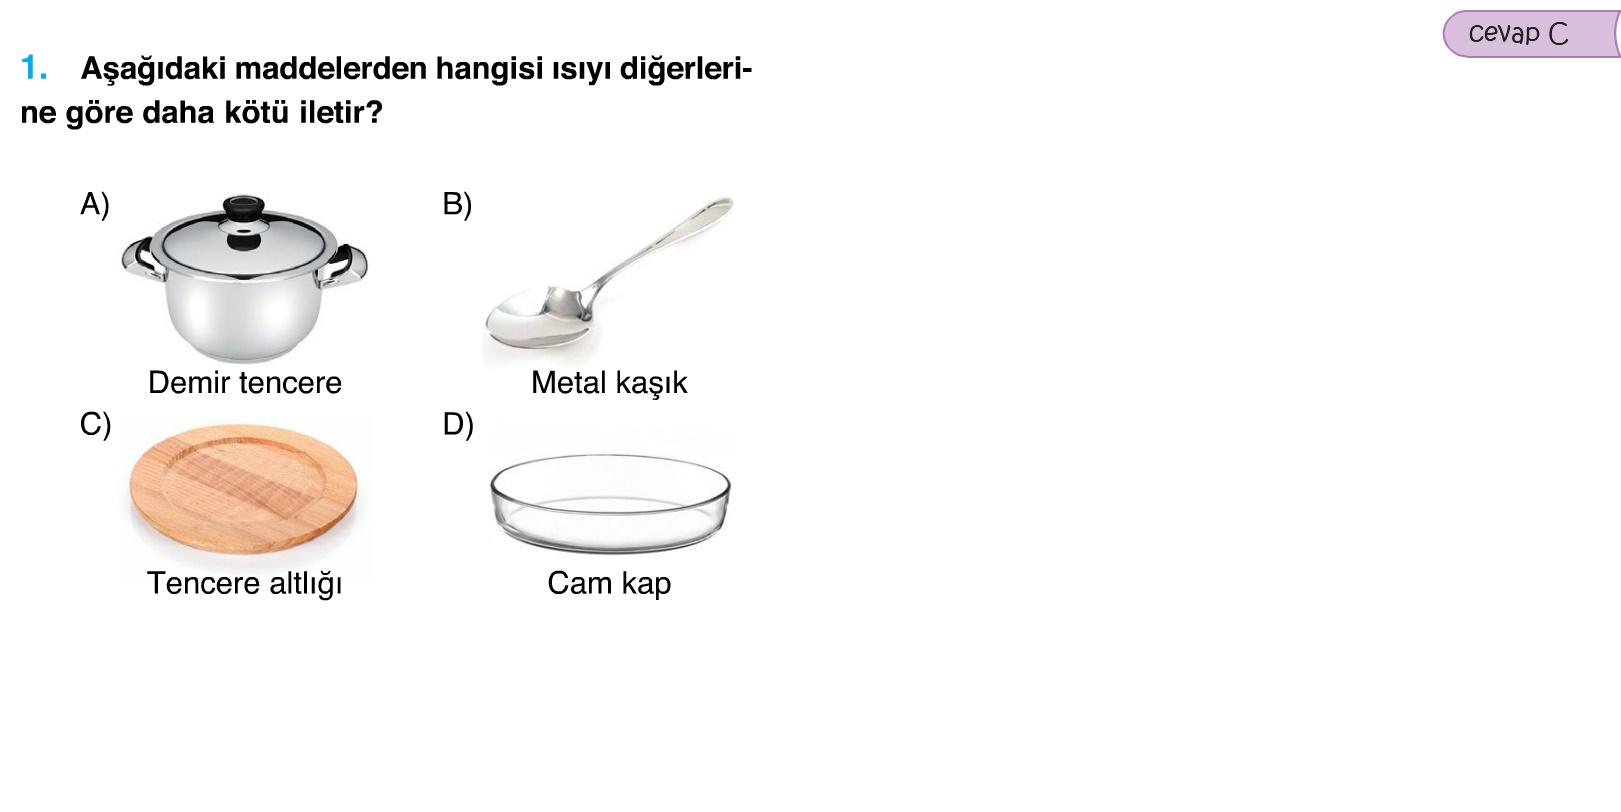 cevap C
1. Aşağıdaki maddelerden hangisi ısıyı diğerleri-
ne göre daha kötü iletir?
A)
B)
Demir tencere
Metal kaşık
C)
D)
Tencere altlığı
Cam kap